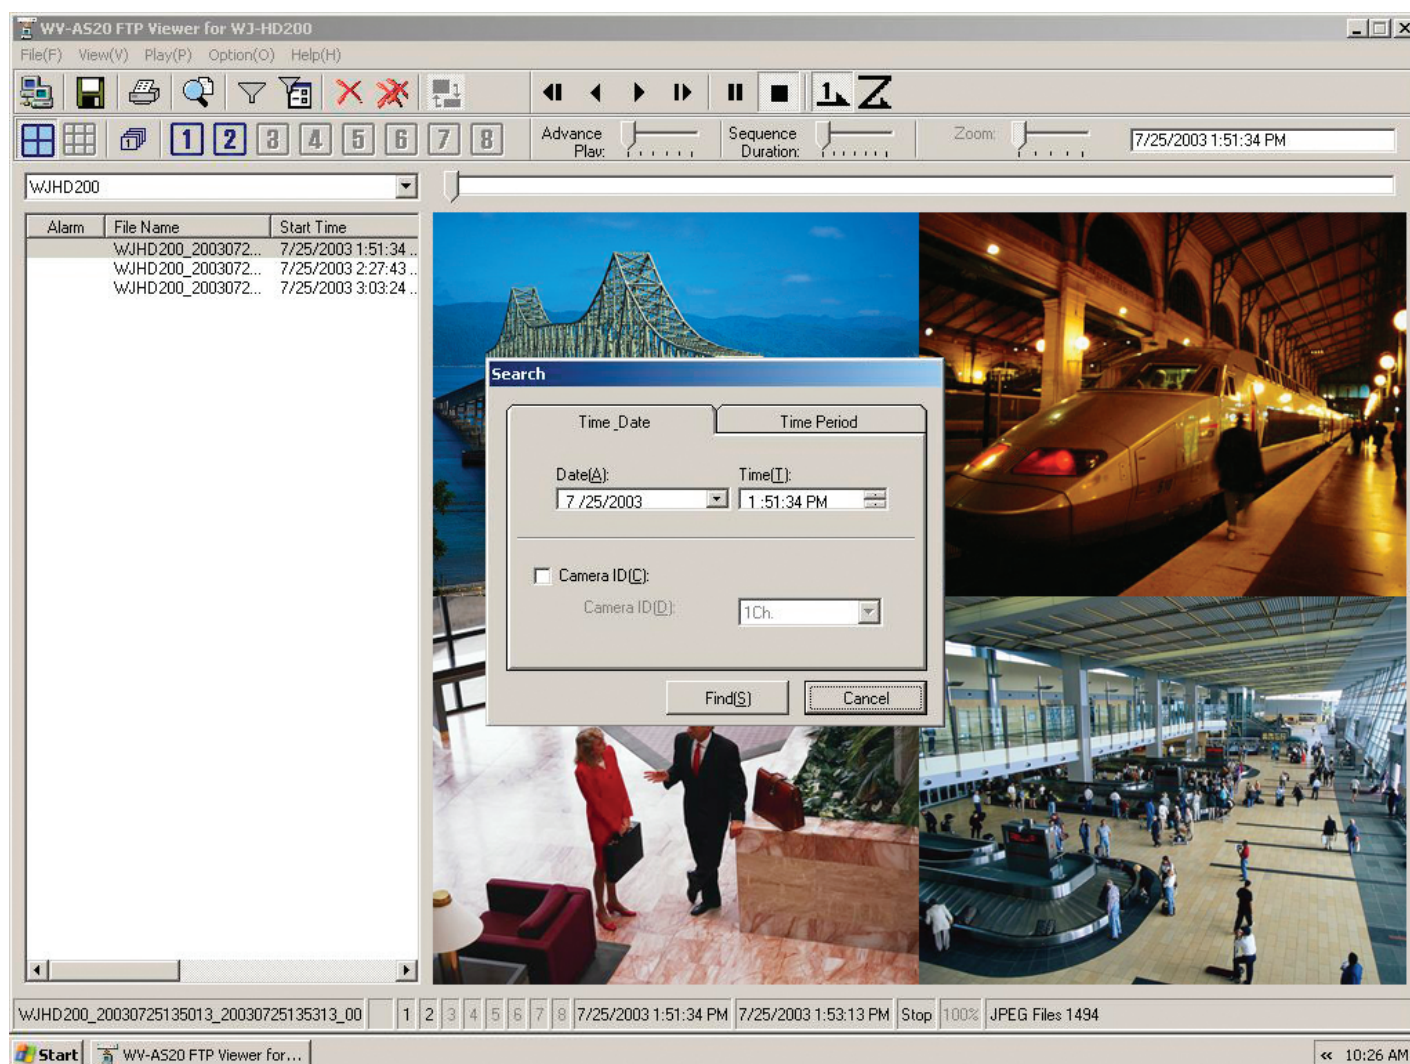 WV-AS20 FTP Viewer for WJ-HD200
File(F) View(V) Play(P) Option(O) Help(H)
1 2 3 4 5 6 7 8
Advance Play:
Sequence Duration:
Zoom:
7/25/2003 1:51:34 PM
WJHD200
Alarm File Name Start Time
WJHD200_2003072... 7/25/2003 1:51:34 ..
WJHD200_2003072... 7/25/2003 2:27:43 ..
WJHD200_2003072... 7/25/2003 3:03:24 ..
Search
Time_Date Time Period
Date(A): Time(T):
7 /25/2003 1 :51:34 PM
Camera ID(C):
Camera ID(D): 1Ch.
Find(S) Cancel
WJHD200_20030725135013_20030725135313_00 1 2 3 4 5 6 7 8 7/25/2003 1:51:34 PM 7/25/2003 1:53:13 PM Stop 100% JPEG Files 1494
Start WV-AS20 FTP Viewer for... « 10:26 AM